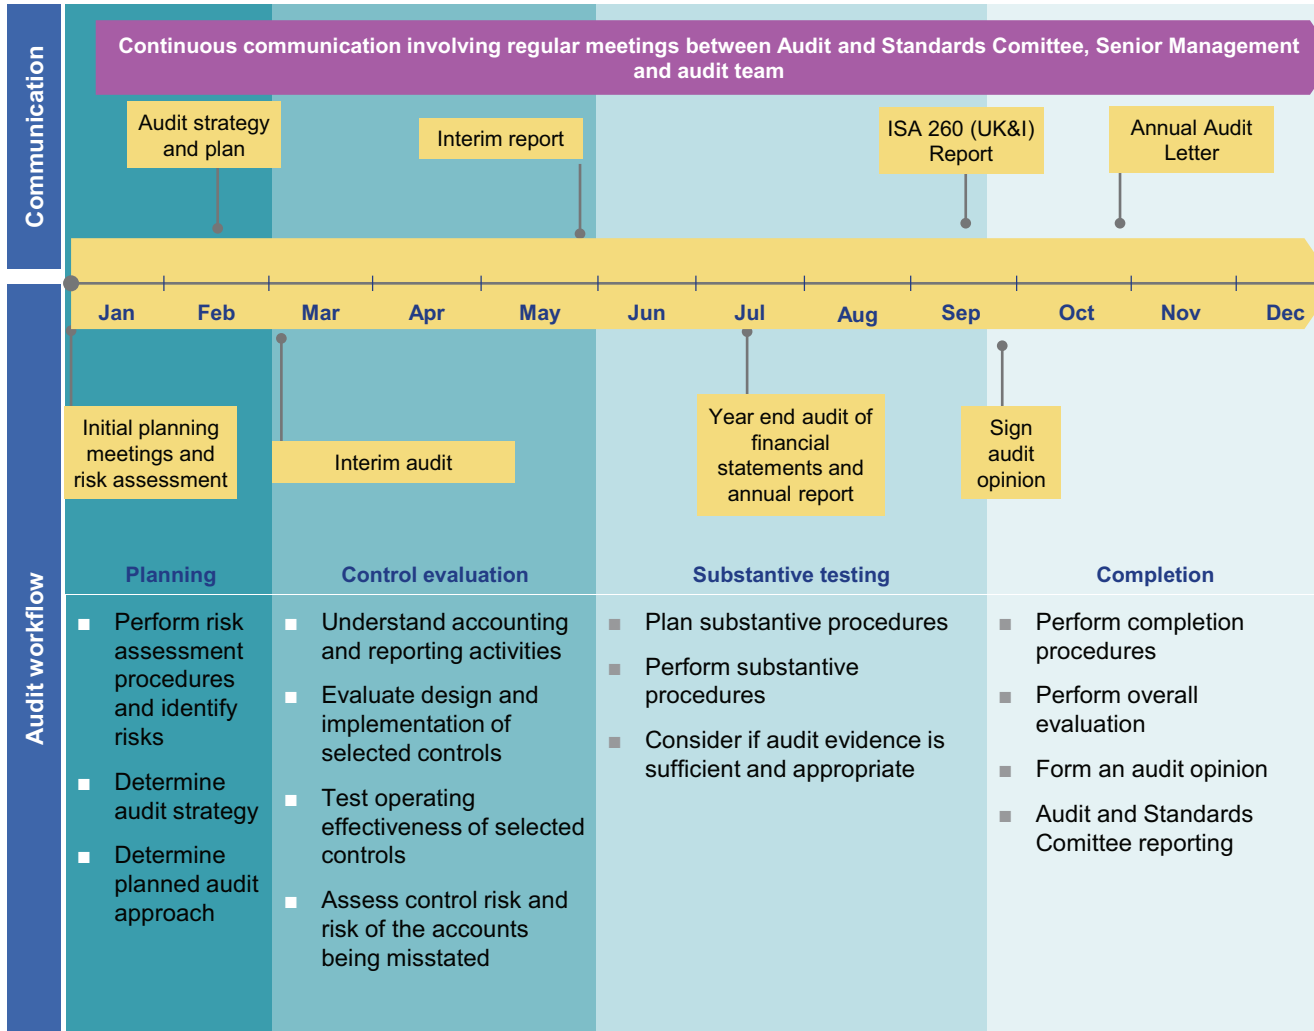 Communication
Continuous communication involving regular meetings between Audit and Standards Comittee, Senior Management
and audit team
Audit strategy
and plan
Interim report
ISA 260 (UK&I)
Report
Annual Audit
Letter
Jan Feb Mar Apr May Jun Jul Aug Sep Oct Nov Dec
Audit workflow
Initial planning
meetings and
risk assessment
Interim audit
Year end audit of
financial
statements and
annual report
Sign
audit
opinion
Planning
■ Perform risk
assessment
procedures
and identify
risks
■ Determine
audit strategy
■ Determine
planned audit
approach
Control evaluation
■ Understand accounting
and reporting activities
■ Evaluate design and
implementation of
selected controls
■ Test operating
effectiveness of selected
controls
■ Assess control risk and
risk of the accounts
being misstated
Substantive testing
■ Plan substantive procedures
■ Perform substantive
procedures
■ Consider if audit evidence is
sufficient and appropriate
Completion
■ Perform completion
procedures
■ Perform overall
evaluation
■ Form an audit opinion
■ Audit and Standards
Comittee reporting